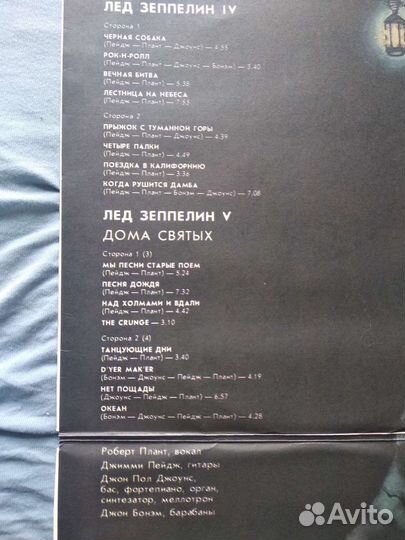 ЛЕД ЗЕППЕЛИН IV
Сторона 1
ЧЕРНАЯ СОБАКА
(Пейдж — Плант — Джоунс) — 4.55
РОК-Н-РОЛЛ
(Пейдж — Плант — Джоунс — Бонэм) — 3.40
ВЕЧНАЯ БИТВА
(Пейдж — Плант) — 5.38
ЛЕСТНИЦА НА НЕБЕСА
(Пейдж — Плант) — 7.55
Сторона 2
ПРЫЖОК С ТУМАННОЙ ГОРЫ
(Пейдж — Плант — Джоунс) — 4.39
ЧЕТЫРЕ ПАЛКИ
(Пейдж — Плант) — 4.49
ПОЕЗДКА В КАЛИФОРНИЮ
(Пейдж — Плант) — 3.36
КОГДА РУШИТСЯ ДАМБА
(Пейдж — Плант — Бонэм — Джоунс) — 7.08
ЛЕД ЗЕППЕЛИН V
ДОМА СВЯТЫХ
Сторона 1 (3)
МЫ ПЕСНИ СТАРЫЕ ПОЕМ
(Пейдж — Плант) — 5.24
ПЕСНЯ ДОЖДЯ
(Пейдж — Плант) — 7.32
НАД ХОЛМАМИ И ВДАЛИ
(Пейдж — Плант) — 4.42
THE CRUNGE — 3.10
Сторона 2 (4)
ТАНЦУЮЩИЕ ДНИ
(Пейдж — Плант) — 3.40
D'YER MAK'ER
(Бонэм — Джоунс — Пейдж — Плант) — 4.19
НЕТ ПОЩАДЫ
(Джоунс — Пейдж — Плант) — 6.57
ОКЕАН
(Бонэм — Джоунс — Пейдж — Плант) — 4.28
Роберт Плант, вокал
Джимми Пейдж, гитары
Джон Пол Джоунс,
бас, фортепиано, орган,
синтезатор, меллотрон
Джон Бонэм, барабаны
Avito